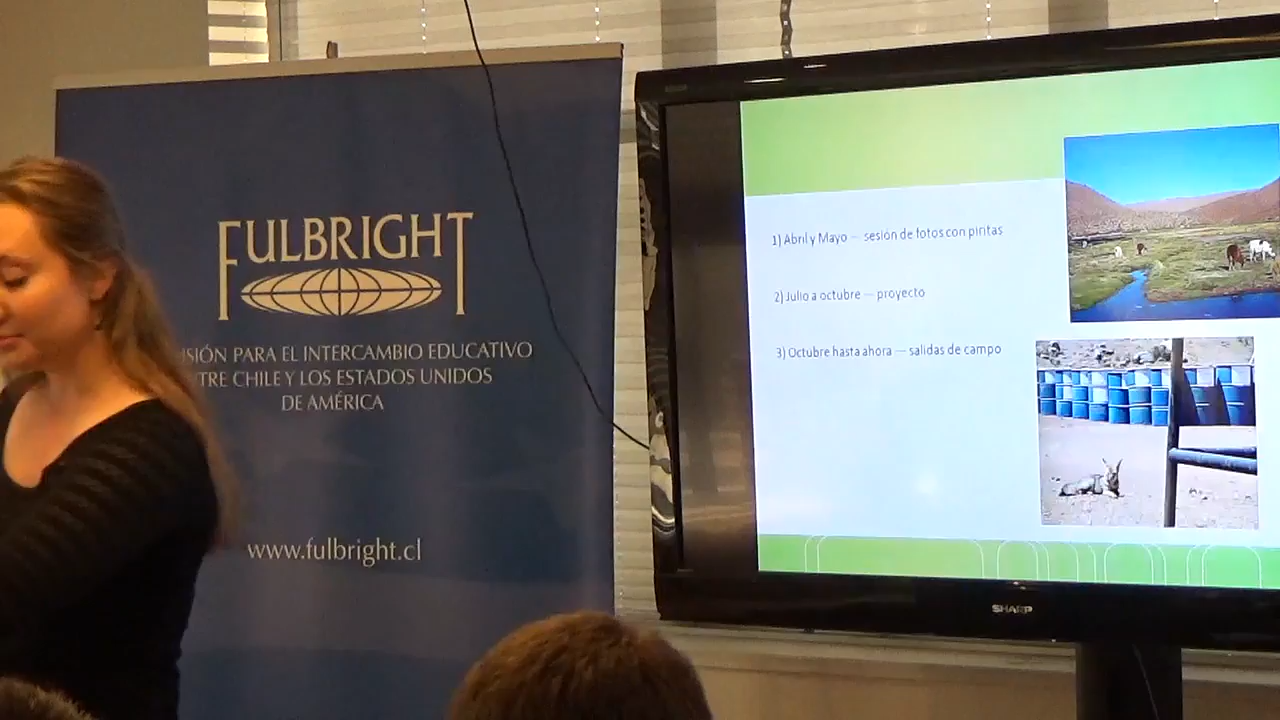 FULBRIGHT
ISIÓN PARA EL INTERCAMBIO EDUCATIVO
TRE CHILE Y LOS ESTADOS UNIDOS
DE AMÉRICA
www.fulbright.cl
1) Abril y Mayo — sesión de fotos con piritas
2) Julio a octubre — proyecto
3) Octubre hasta ahora — salidas de campo
SHARP